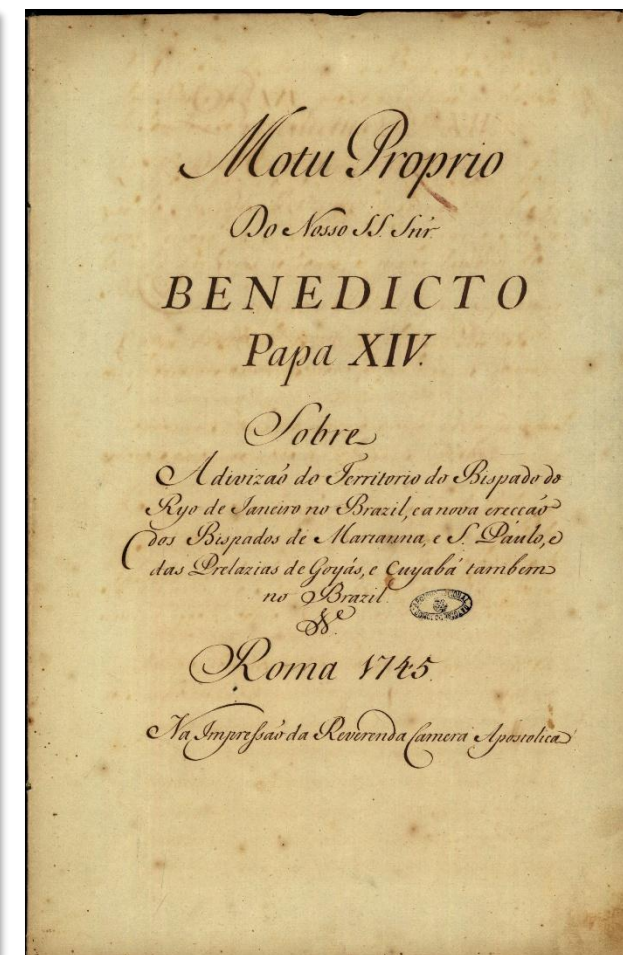 Motu Proprio
Do Nosso SS. Snr.
BENEDICTO
Papa XIV.
Sobre
A divizaõ do Territorio do Bispado do
Ryo de Janeiro no Brazil, e a nova erecçaõ
dos Bispados de Marianna, e S. Paulo, e
das Prelazias de Goyás, e Cuyabá tambem
no Brazil.
Roma 1745.
Na Impressaõ da Reverenda Camera Apostolica